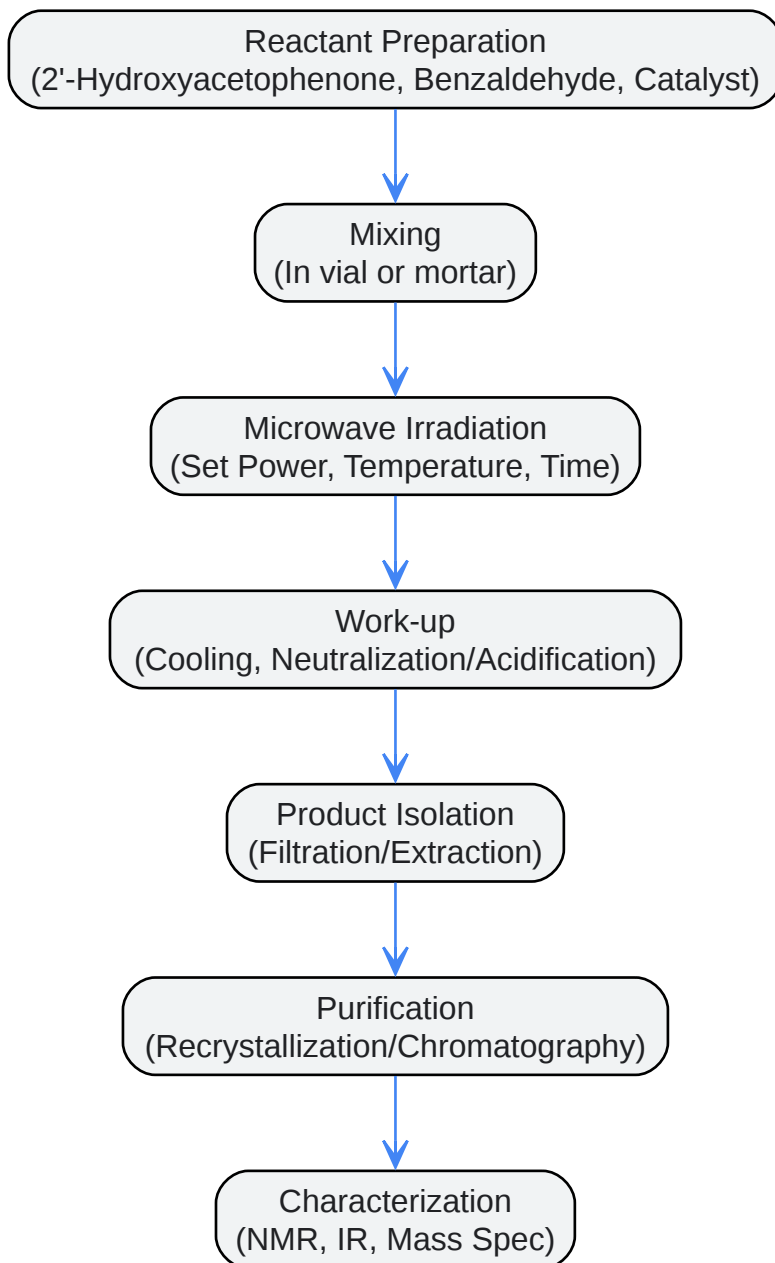 Reactant Preparation
(2'-Hydroxyacetophenone, Benzaldehyde, Catalyst)
Mixing
(In vial or mortar)
Microwave Irradiation
(Set Power, Temperature, Time)
Work-up
(Cooling, Neutralization/Acidification)
Product Isolation
(Filtration/Extraction)
Purification
(Recrystallization/Chromatography)
Characterization
(NMR, IR, Mass Spec)